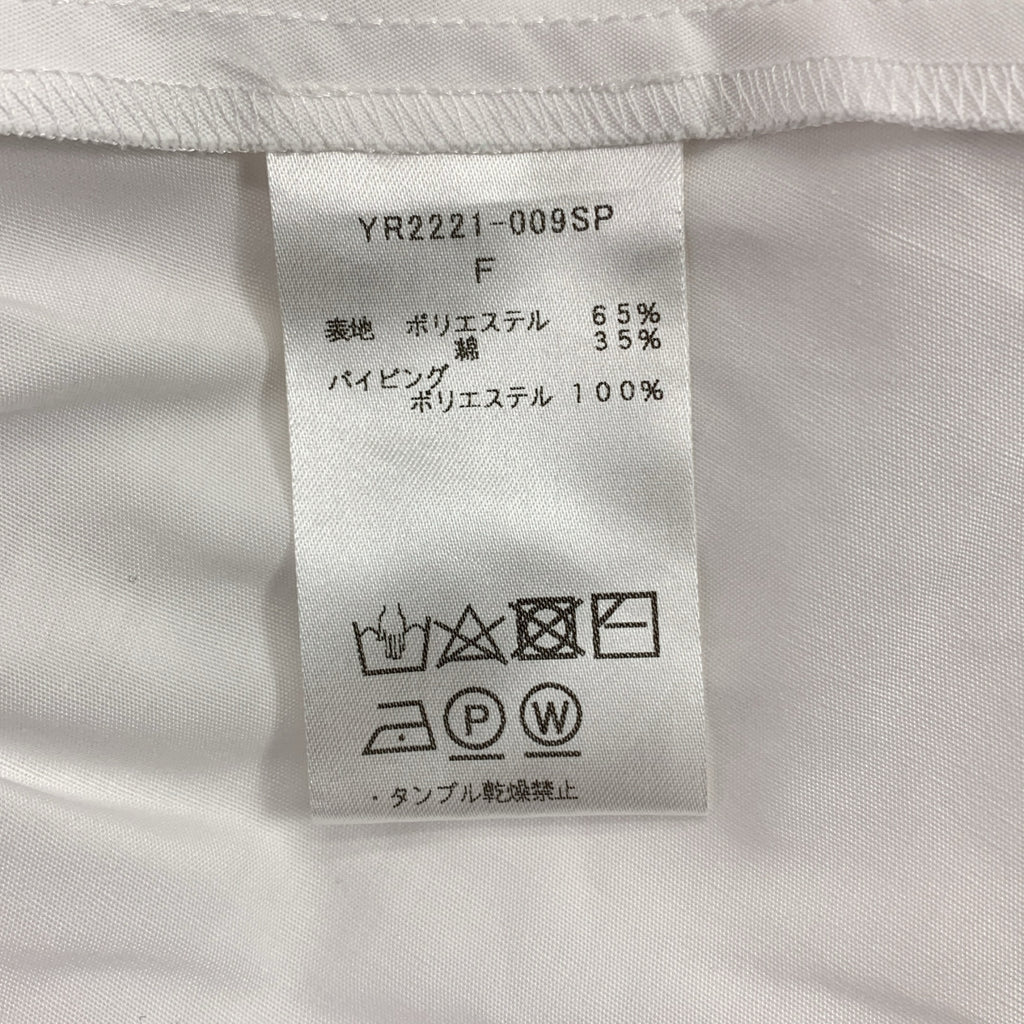 YR2221-009SP
F
表地 ポリエステル 65%
綿 35%
パイピング
ポリエステル 100%
P W
・タンブル乾燥禁止